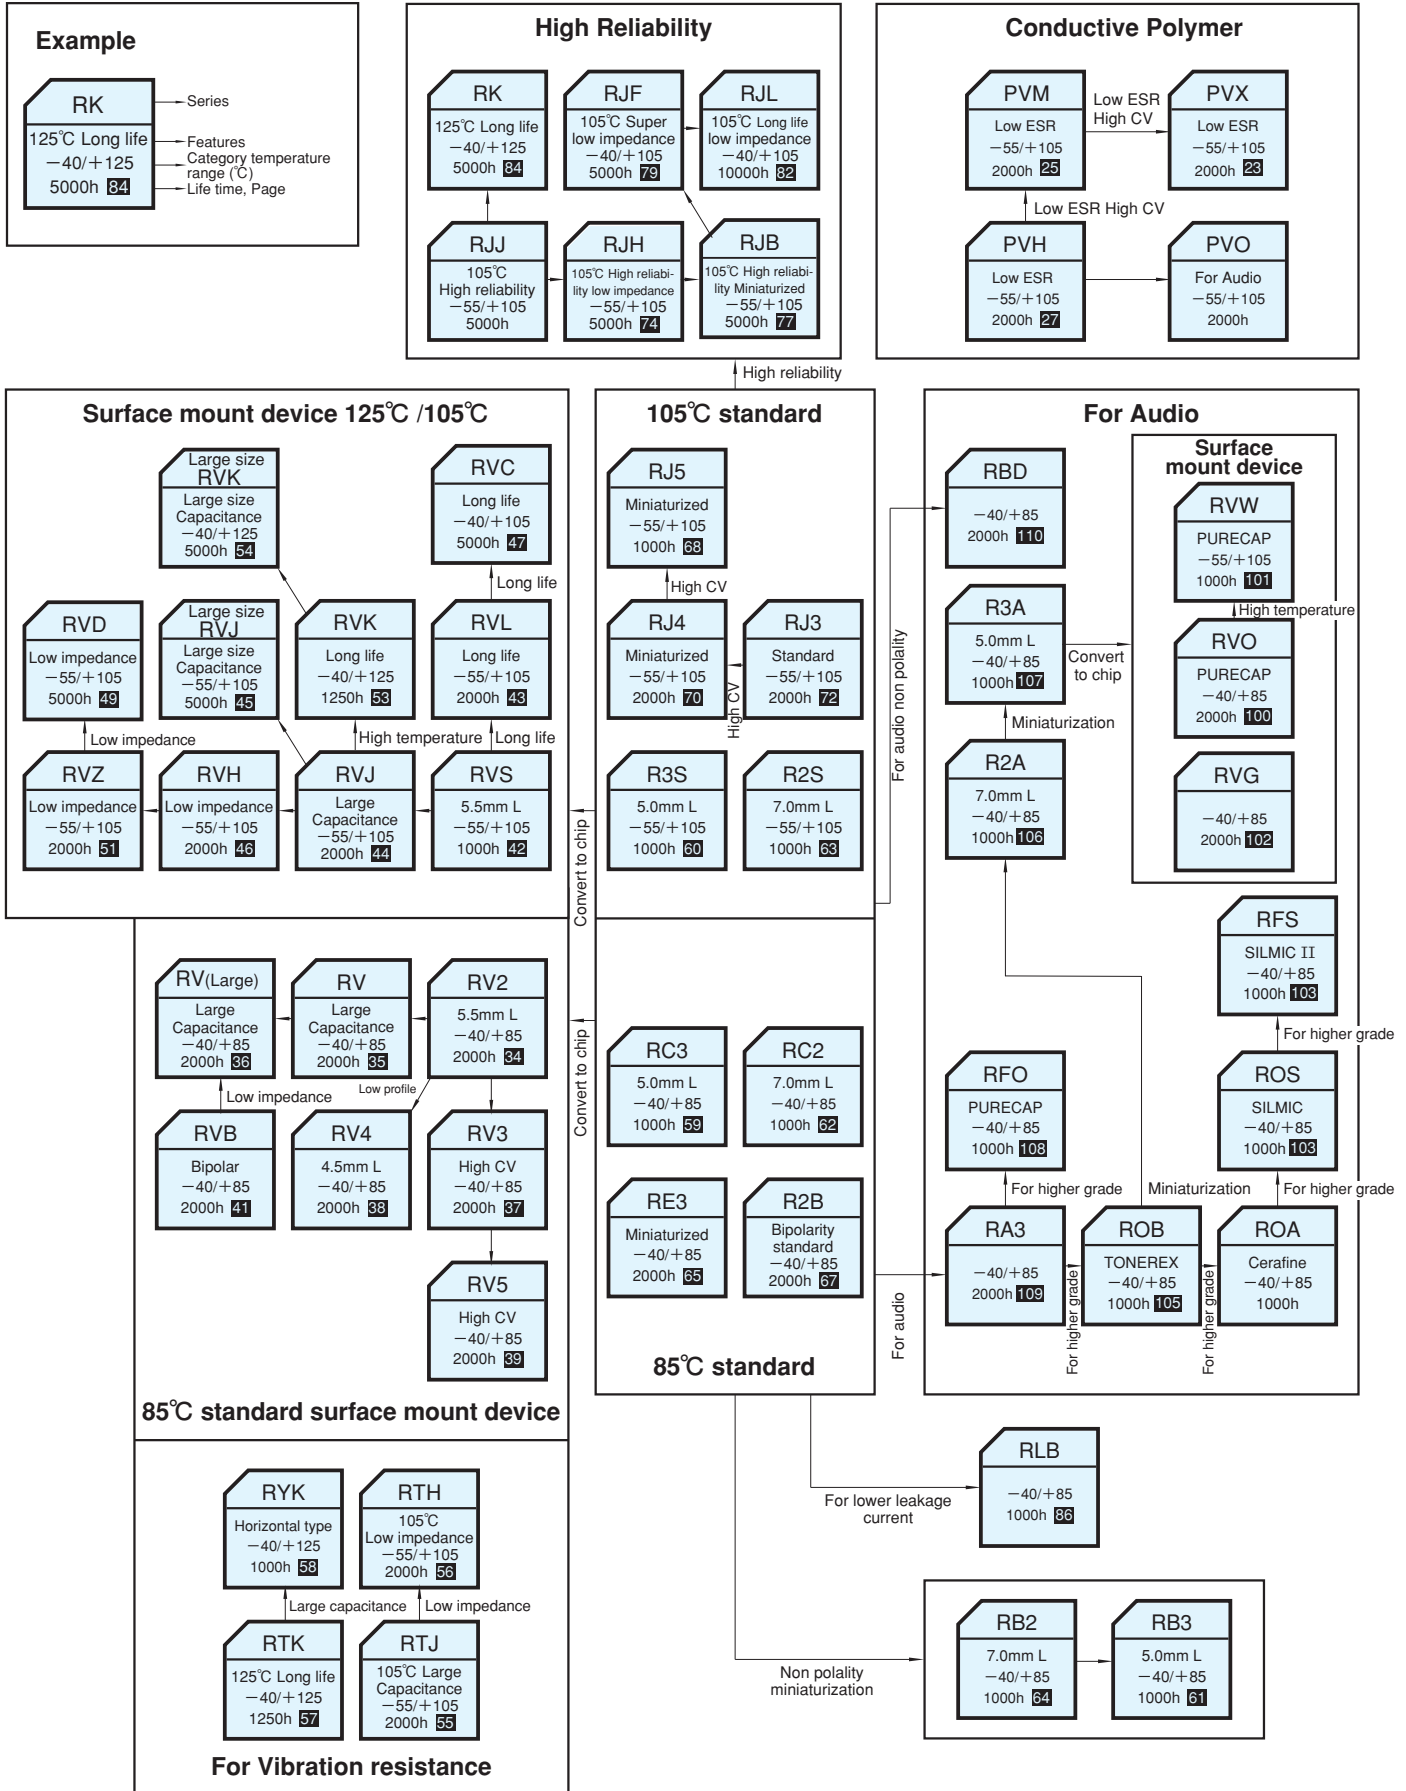 Example
RK
125℃ Long life
−40/+125
5000h 84
Series
Features
Category temperature
range (℃)
Life time, Page
High Reliability
RK
125℃ Long life
−40/+125
5000h 84
RJF
105℃ Super
low impedance
−40/+105
5000h 79
RJL
105℃ Long life
low impedance
−40/+105
10000h 82
RJJ
105℃
High reliability
−55/+105
5000h
RJH
105℃ High reliabi-
lity low impedance
−55/+105
5000h 74
RJB
105℃ High reliabi-
lity Miniaturized
−55/+105
5000h 77
High reliability
Conductive Polymer
PVM
Low ESR
−55/+105
2000h 25
Low ESR
High CV
PVX
Low ESR
−55/+105
2000h 23
Low ESR High CV
PVH
Low ESR
−55/+105
2000h 27
PVO
For Audio
−55/+105
2000h
Surface mount device 125℃ /105℃
Large size
RVK
Large size
Capacitance
−40/+125
5000h 54
RVC
Long life
−40/+105
5000h 47
Long life
RVD
Low impedance
−55/+105
5000h 49
Large size
RVJ
Large size
Capacitance
−55/+105
5000h 45
RVK
Long life
−40/+125
1250h 53
RVL
Long life
−55/+105
2000h 43
Low impedance
High temperature
Long life
RVZ
Low impedance
−55/+105
2000h 51
RVH
Low impedance
−55/+105
2000h 46
RVJ
Large
Capacitance
−55/+105
2000h 44
RVS
5.5mm L
−55/+105
1000h 42
Convert to chip
105℃ standard
RJ5
Miniaturized
−55/+105
1000h 68
High CV
RJ4
Miniaturized
−55/+105
2000h 70
High CV
RJ3
Standard
−55/+105
2000h 72
R3S
5.0mm L
−55/+105
1000h 60
R2S
7.0mm L
−55/+105
1000h 63
For audio non polality
For Audio
RBD
−40/+85
2000h 110
R3A
5.0mm L
−40/+85
1000h 107
Convert
to chip
Miniaturization
R2A
7.0mm L
−40/+85
1000h 106
Surface
mount device
RVW
PURECAP
−55/+105
1000h 101
High temperature
RVO
PURECAP
−40/+85
2000h 100
RVG
−40/+85
2000h 102
RFS
SILMIC II
−40/+85
1000h 103
For higher grade
RFO
PURECAP
−40/+85
1000h 108
ROS
SILMIC
−40/+85
1000h 103
For higher grade
Miniaturization
For higher grade
RA3
−40/+85
2000h 109
For higher grade
ROB
TONEREX
−40/+85
1000h 105
For higher grade
ROA
Cerafine
−40/+85
1000h
RV(Large)
Large
Capacitance
−40/+85
2000h 36
RV
Large
Capacitance
−40/+85
2000h 35
RV2
5.5mm L
−40/+85
2000h 34
Convert to chip
Low impedance
Low profile
RVB
Bipolar
−40/+85
2000h 41
RV4
4.5mm L
−40/+85
2000h 38
RV3
High CV
−40/+85
2000h 37
RV5
High CV
−40/+85
2000h 39
85℃ standard surface mount device
RC3
5.0mm L
−40/+85
1000h 59
RC2
7.0mm L
−40/+85
1000h 62
RE3
Miniaturized
−40/+85
2000h 65
R2B
Bipolarity
standard
−40/+85
2000h 67
For audio
85℃ standard
RLB
−40/+85
1000h 86
For lower leakage
current
RYK
Horizontal type
−40/+125
1000h 58
RTH
105℃
Low impedance
−55/+105
2000h 56
Large capacitance
Low impedance
RTK
125℃ Long life
−40/+125
1250h 57
RTJ
105℃ Large
Capacitance
−55/+105
2000h 55
For Vibration resistance
Non polality
miniaturization
RB2
7.0mm L
−40/+85
1000h 64
RB3
5.0mm L
−40/+85
1000h 61